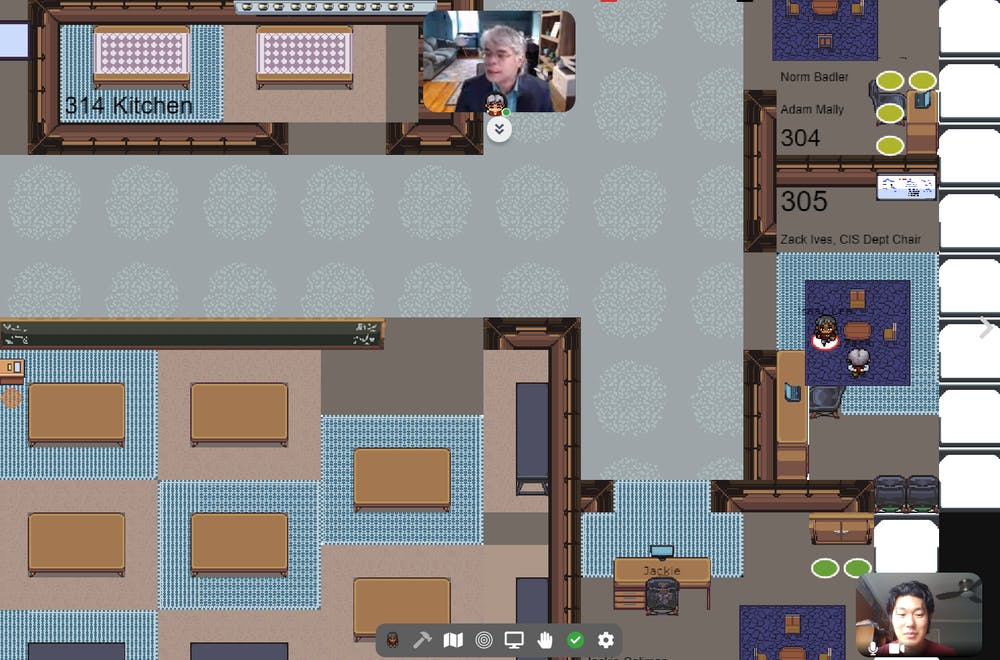 314 Kitchen
Norm Badler
Adam Mally
304
305
Zack Ives, CIS Dept Chair
Jackie